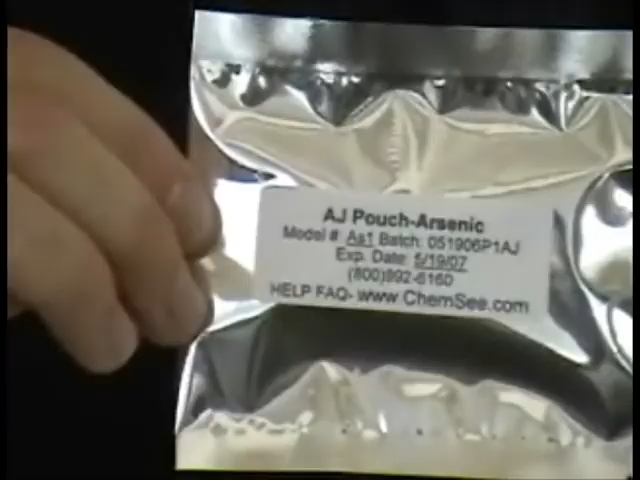 AJ Pouch-Arsenic
Model #: As1 Batch: 051906P1AJ
Exp. Date: 5/19/07
(800)992-6160
HELP FAQ- www ChemSee.com